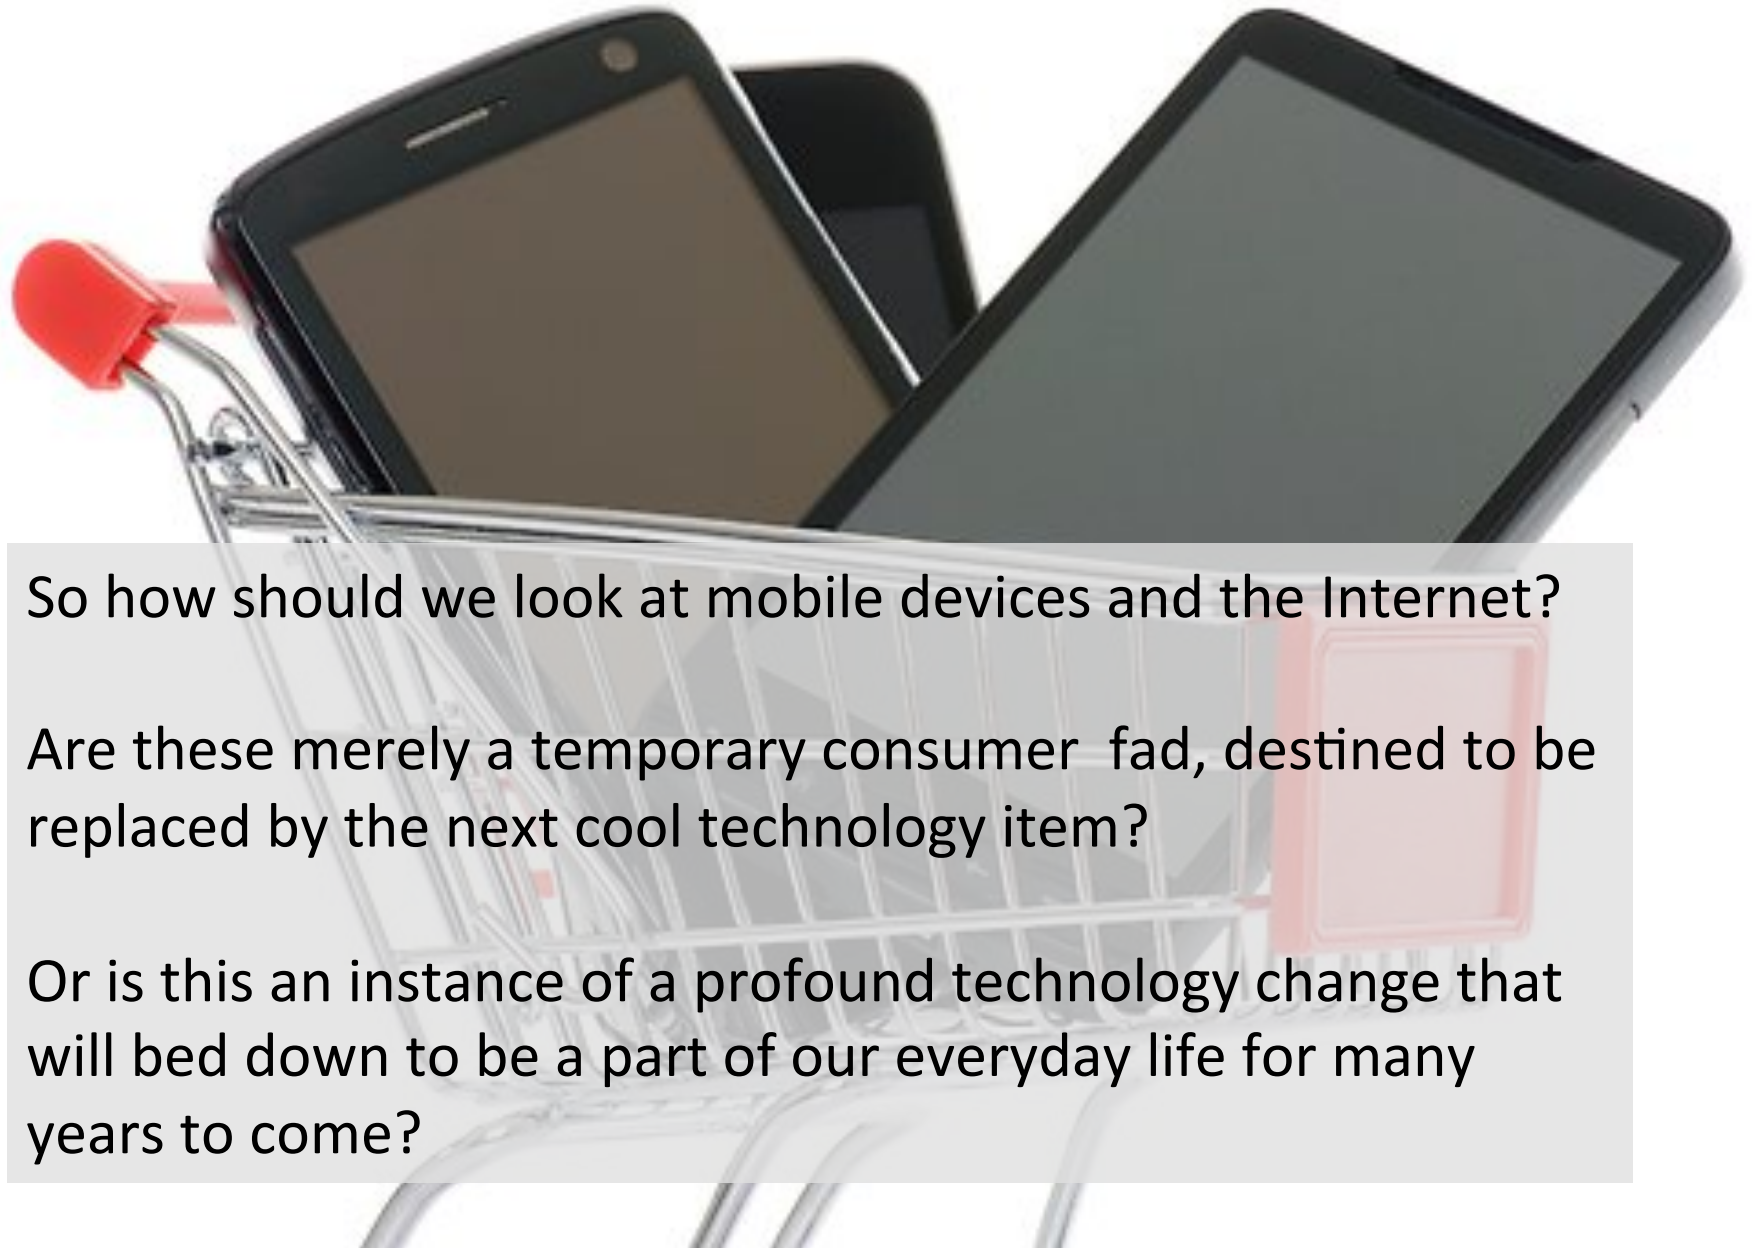 So how should we look at mobile devices and the Internet?
Are these merely a temporary consumer  fad, destined to be
replaced by the next cool technology item?
Or is this an instance of a profound technology change that
will bed down to be a part of our everyday life for many
years to come?